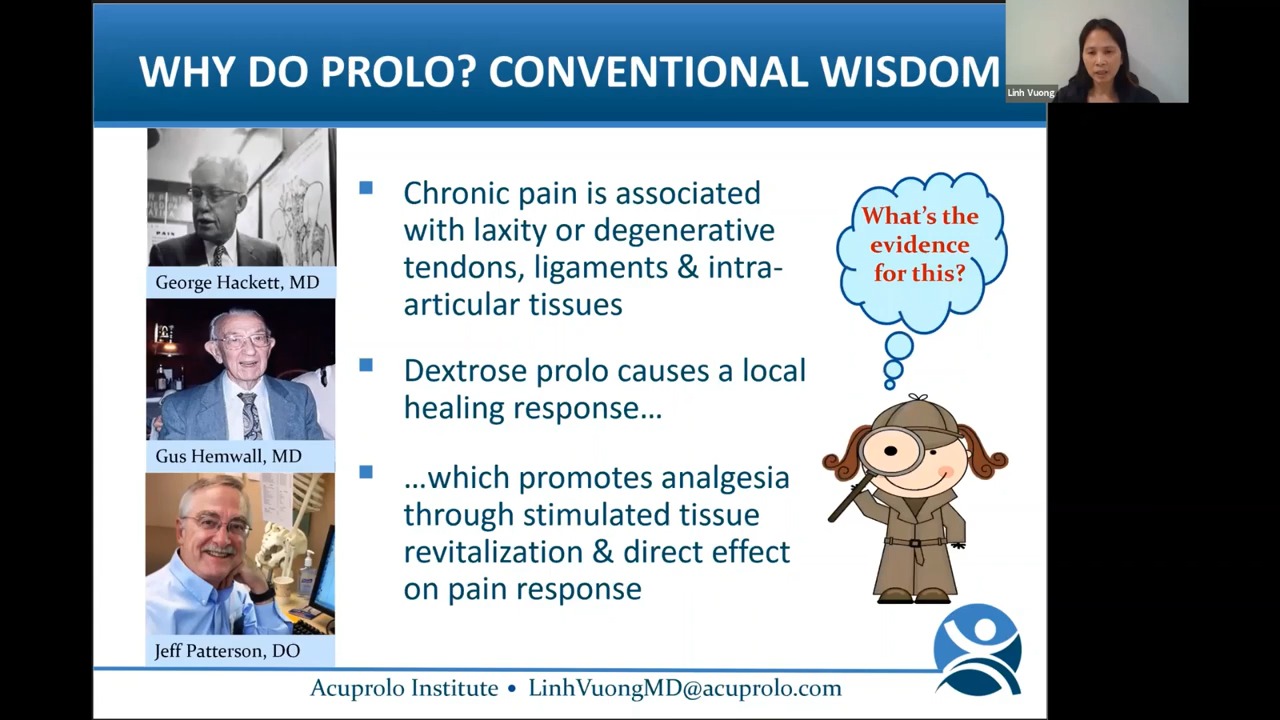 WHY DO PROLO? CONVENTIONAL WISDOM
Linh Vuong
George Hackett, MD
Gus Hemwall, MD
Jeff Patterson, DO
▪ Chronic pain is associated
with laxity or degenerative
tendons, ligaments & intra-
articular tissues
▪ Dextrose prolo causes a local
healing response…
▪ …which promotes analgesia
through stimulated tissue
revitalization & direct effect
on pain response
What's the
evidence
for this?
Acuprolo Institute • LinhVuongMD@acuprolo.com